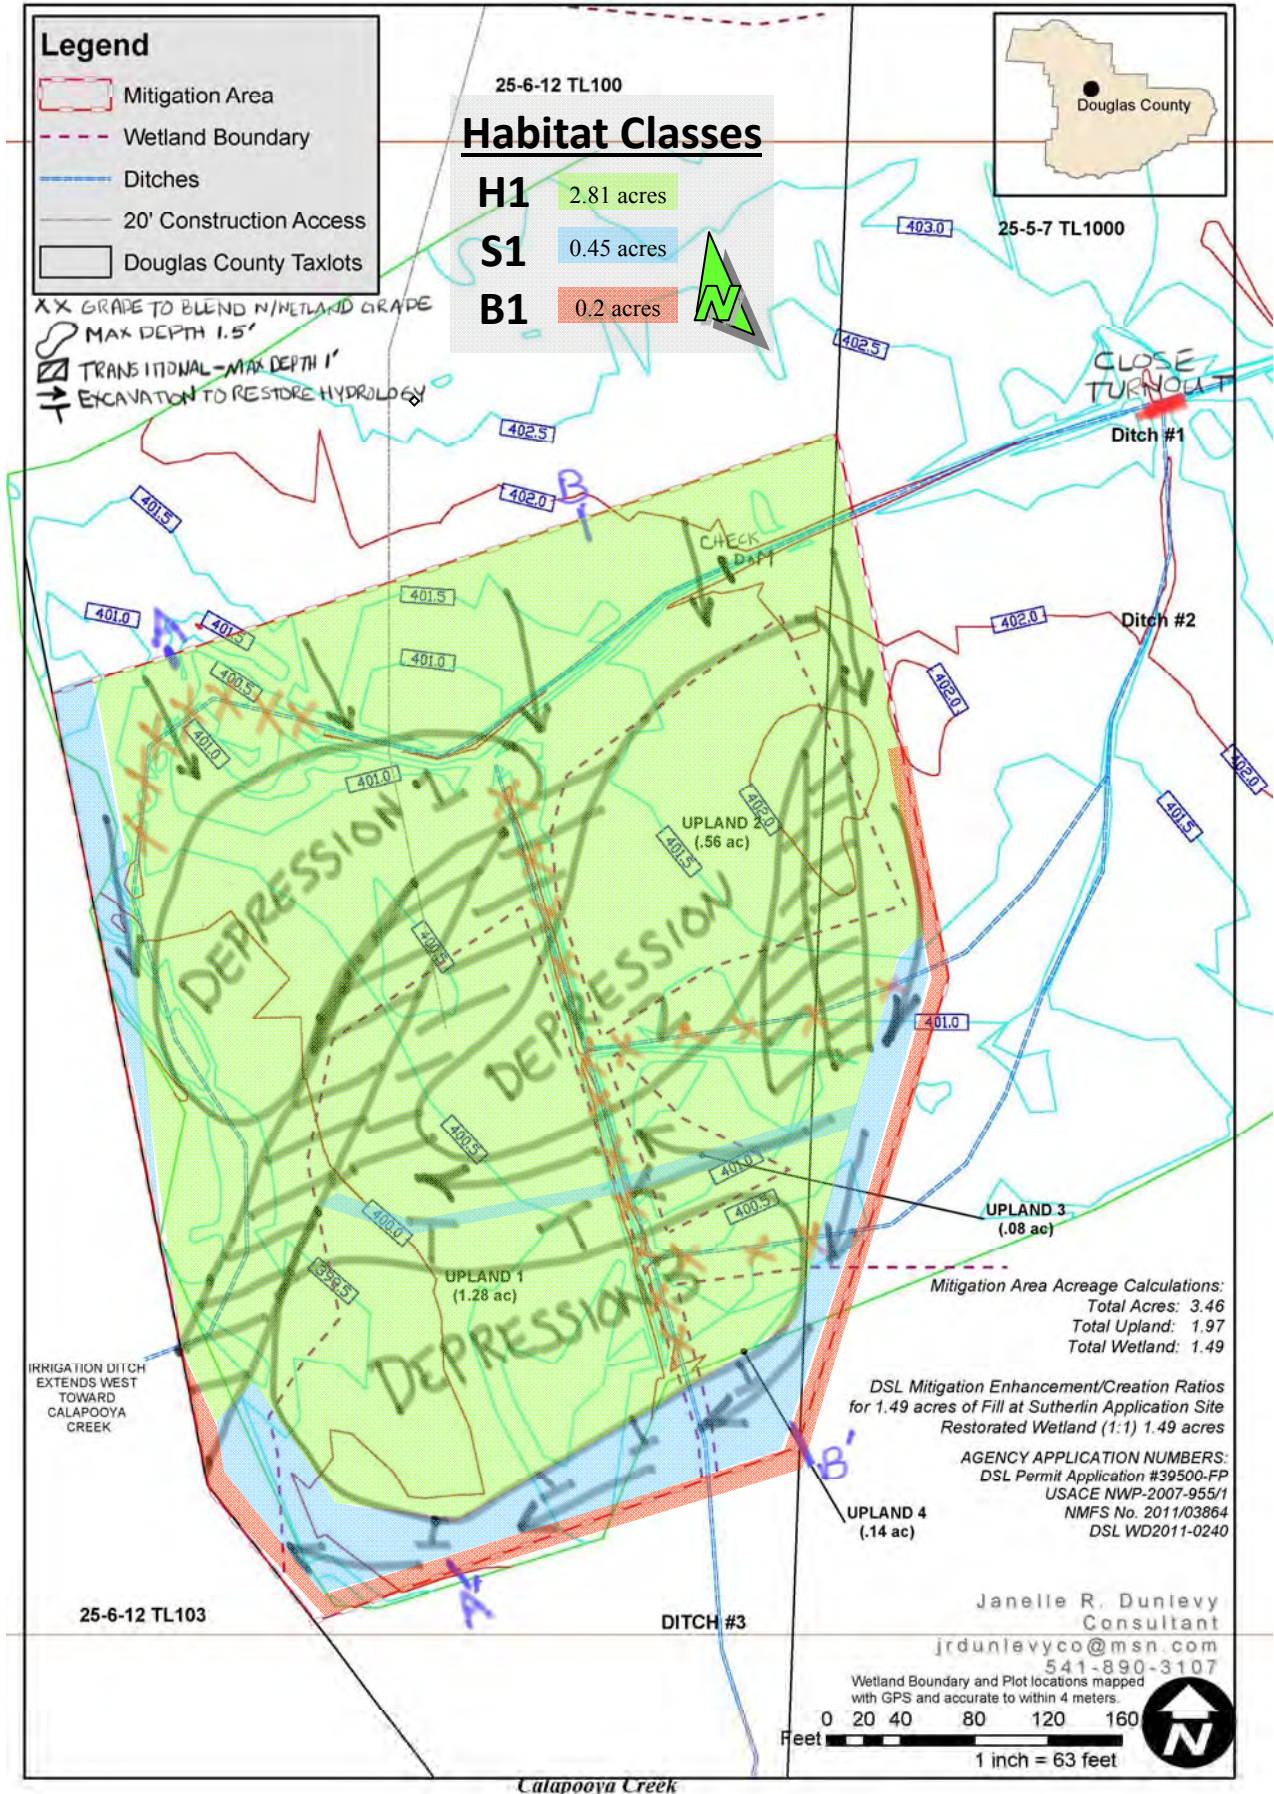 Legend
Mitigation Area
Wetland Boundary
Ditches
20' Construction Access
Douglas County Taxlots
XX GRADE TO BLEND W/WETLAND GRADE
MAX DEPTH 1.5'
TRANSITIONAL-MAX DEPTH 1'
EXCAVATION TO RESTORE HYDROLOGY
25-6-12 TL100
Habitat Classes
H1 2.81 acres
S1 0.45 acres
B1 0.2 acres
N
Douglas County
25-5-7 TL1000
403.0
402.5
CLOSE
TURNOUT
Ditch #1
402.5
402.0
B
401.5
CHECK
DAM
401.0
401.5
401.5
402.0
Ditch #2
A
401.0
400.5
402.0
401.0
401.0
402.0
402.0
401.5
UPLAND 2
(.56 ac)
401.5
DEPRESSION 1
400.5
DEPRESSION 2
401.0
400.5
401.0
400.5
400.0
UPLAND 3
(.08 ac)
399.5
UPLAND 1
(1.28 ac)
DEPRESSION 3
IRRIGATION DITCH
EXTENDS WEST
TOWARD
CALAPOOYA
CREEK
Mitigation Area Acreage Calculations:
Total Acres: 3.46
Total Upland: 1.97
Total Wetland: 1.49
DSL Mitigation Enhancement/Creation Ratios
for 1.49 acres of Fill at Sutherlin Application Site
Restorated Wetland (1:1) 1.49 acres
AGENCY APPLICATION NUMBERS:
DSL Permit Application #39500-FP
USACE NWP-2007-955/1
NMFS No. 2011/03864
DSL WD2011-0240
B'
UPLAND 4
(.14 ac)
A'
25-6-12 TL103
DITCH #3
Janelle R. Dunlevy
Consultant
jrdunlevyco@msn.com
541-890-3107
Wetland Boundary and Plot locations mapped
with GPS and accurate to within 4 meters.
0 20 40 80 120 160
Feet
1 inch = 63 feet
N
Calapooya Creek